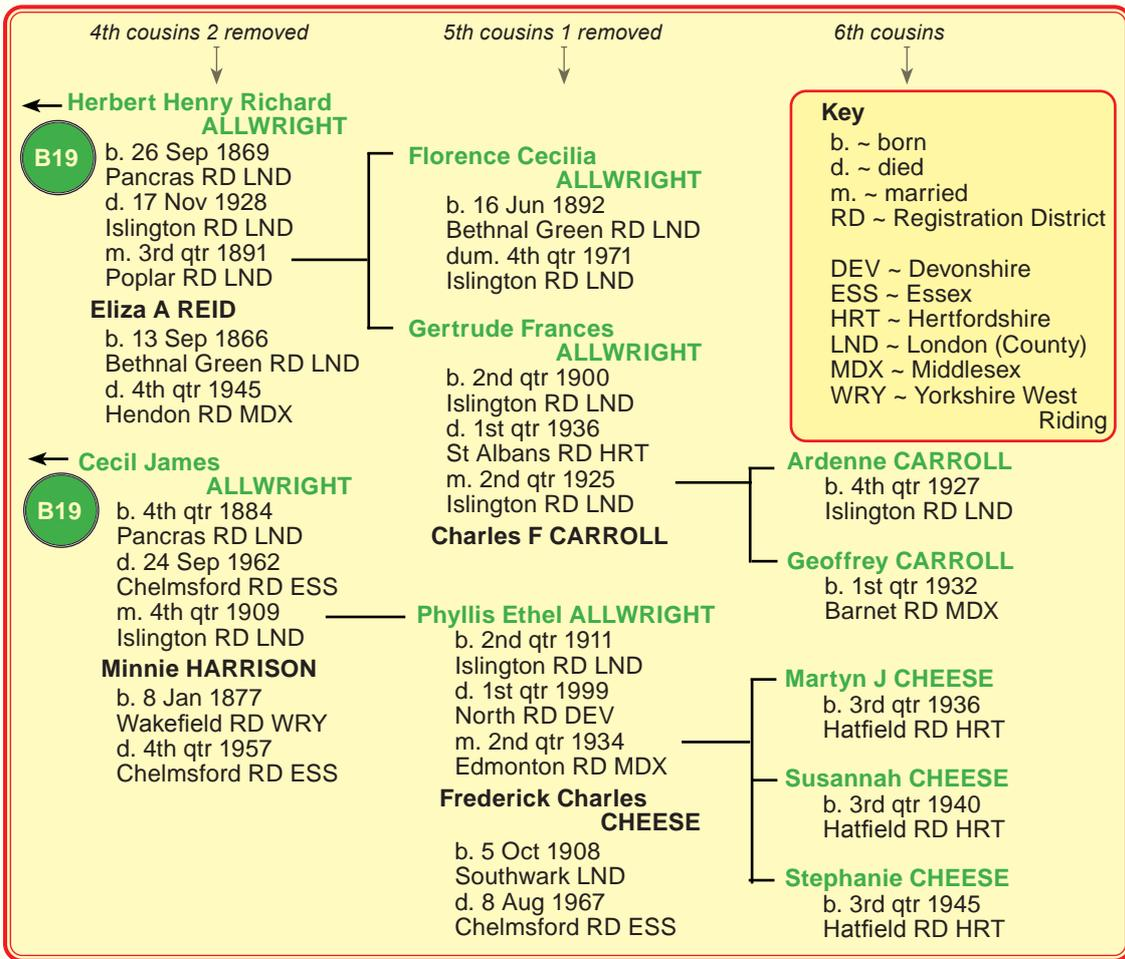 4th cousins 2 removed
5th cousins 1 removed
6th cousins
Herbert Henry Richard
ALLWRIGHT
B19
b. 26 Sep 1869
Pancras RD LND
d. 17 Nov 1928
Islington RD LND
m. 3rd qtr 1891
Poplar RD LND
Eliza A REID
b. 13 Sep 1866
Bethnal Green RD LND
d. 4th qtr 1945
Hendon RD MDX
Cecil James
ALLWRIGHT
B19
b. 4th qtr 1884
Pancras RD LND
d. 24 Sep 1962
Chelmsford RD ESS
m. 4th qtr 1909
Islington RD LND
Minnie HARRISON
b. 8 Jan 1877
Wakefield RD WRY
d. 4th qtr 1957
Chelmsford RD ESS
Florence Cecilia
ALLWRIGHT
b. 16 Jun 1892
Bethnal Green RD LND
dum. 4th qtr 1971
Islington RD LND
Gertrude Frances
ALLWRIGHT
b. 2nd qtr 1900
Islington RD LND
d. 1st qtr 1936
St Albans RD HRT
m. 2nd qtr 1925
Islington RD LND
Charles F CARROLL
Phyllis Ethel ALLWRIGHT
b. 2nd qtr 1911
Islington RD LND
d. 1st qtr 1999
North RD DEV
m. 2nd qtr 1934
Edmonton RD MDX
Frederick Charles
CHEESE
b. 5 Oct 1908
Southwark LND
d. 8 Aug 1967
Chelmsford RD ESS
Key
b. ~ born
d. ~ died
m. ~ married
RD ~ Registration District
DEV ~ Devonshire
ESS ~ Essex
HRT ~ Hertfordshire
LND ~ London (County)
MDX ~ Middlesex
WRY ~ Yorkshire West
Riding
Ardenne CARROLL
b. 4th qtr 1927
Islington RD LND
Geoffrey CARROLL
b. 1st qtr 1932
Barnet RD MDX
Martyn J CHEESE
b. 3rd qtr 1936
Hatfield RD HRT
Susannah CHEESE
b. 3rd qtr 1940
Hatfield RD HRT
Stephanie CHEESE
b. 3rd qtr 1945
Hatfield RD HRT